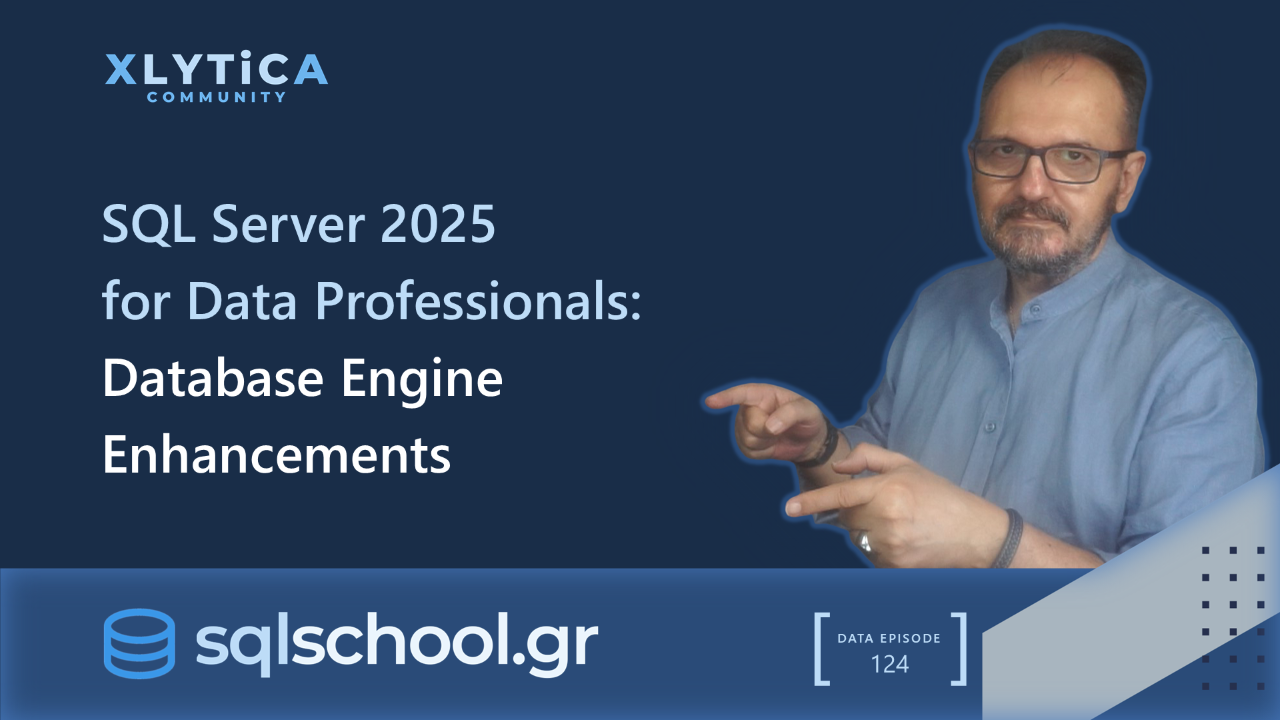 XLYTiCA
COMMUNITY
SQL Server 2025
for Data Professionals:
Database Engine
Enhancements
sqlschool.gr
DATA EPISODE
124